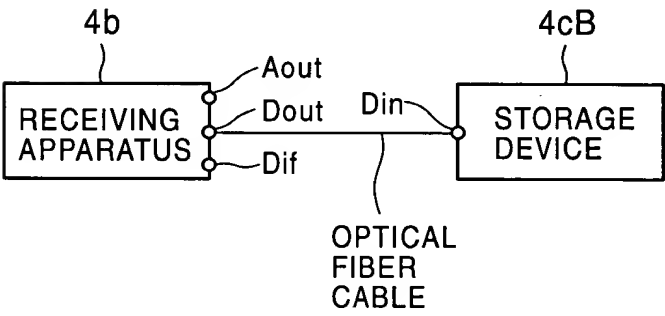 4b
4cB
Aout
RECEIVING
APPARATUS
Dout
Din
STORAGE
DEVICE
Dif
OPTICAL
FIBER
CABLE